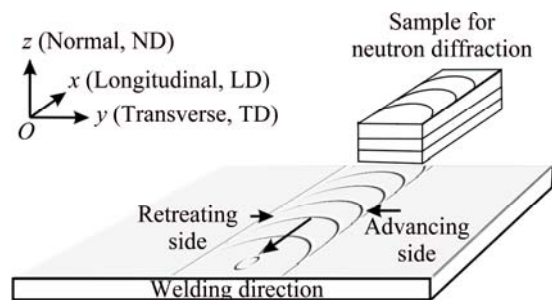 Sample for
neutron diffraction
z (Normal, ND)
x (Longitudinal, LD)
O
y (Transverse, TD)
Retreating
side
Advancing
side
Welding direction